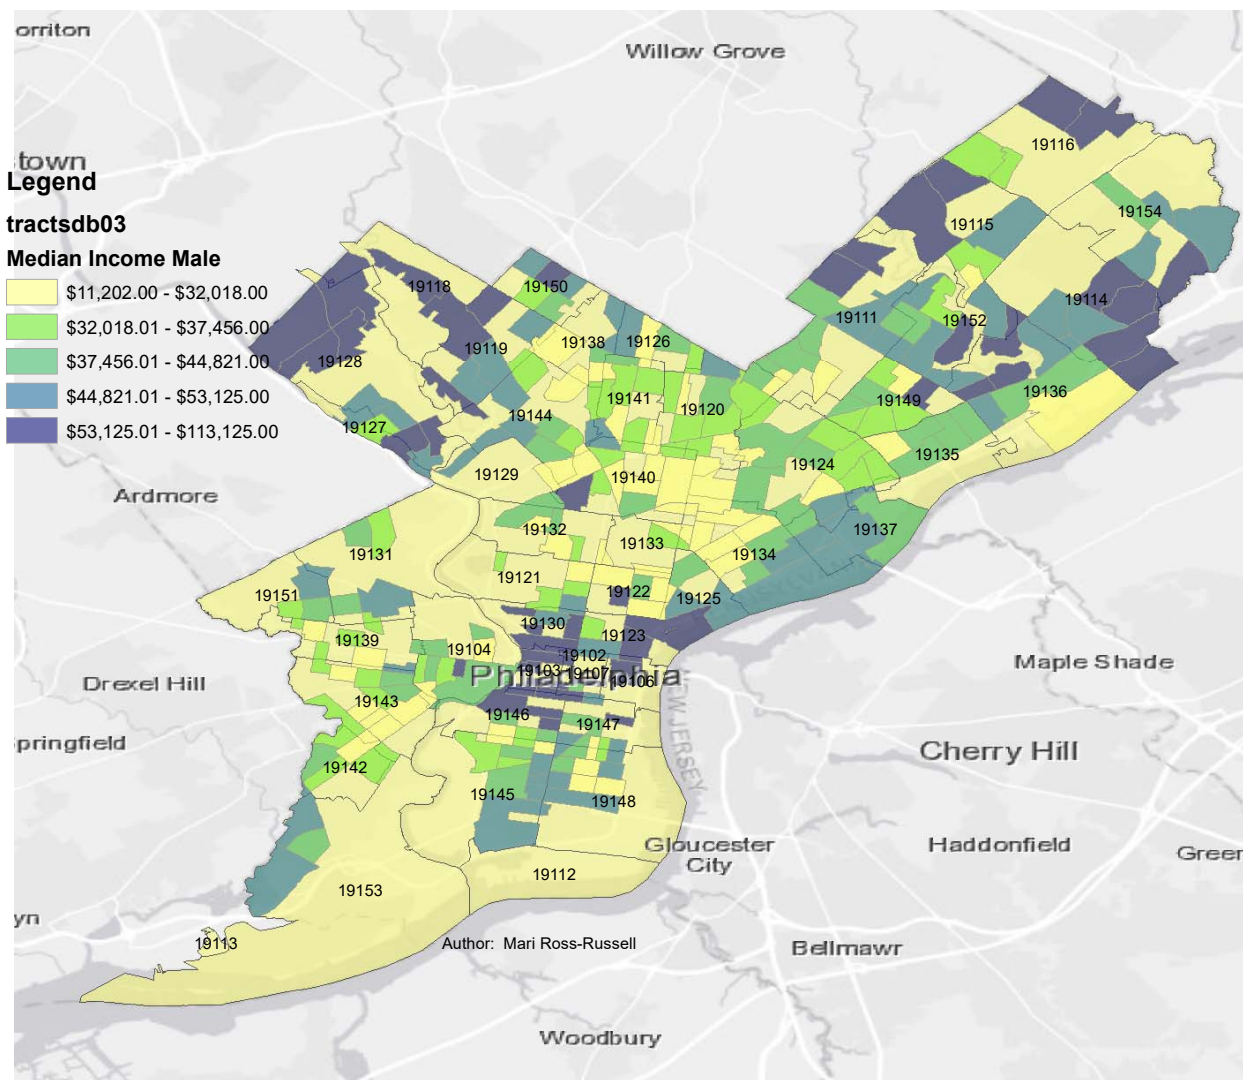 orriton
Willow Grove
town
Legend
tractsdb03
Median Income Male
$11,202.00 - $32,018.00
$32,018.01 - $37,456.00
$37,456.01 - $44,821.00
$44,821.01 - $53,125.00
$53,125.01 - $113,125.00
19116
19154
19115
19118
19150
19114
19111
19152
19128
19119
19138
19126
19136
19149
19141
19120
19144
19127
19135
19124
19129
19140
Ardmore
19132
19137
19133
19134
19131
19121
19122
19125
19151
19130
19123
19139
19104
19102
19103
19107
19106
Philadelphia
Maple Shade
Drexel Hill
19143
19146
19147
NEW JERSEY
pringfield
Cherry Hill
19142
19145
19148
Gloucester
City
Haddonfield
Green
19112
19153
yn
19113
Author:  Mari Ross-Russell
Bellmawr
Woodbury